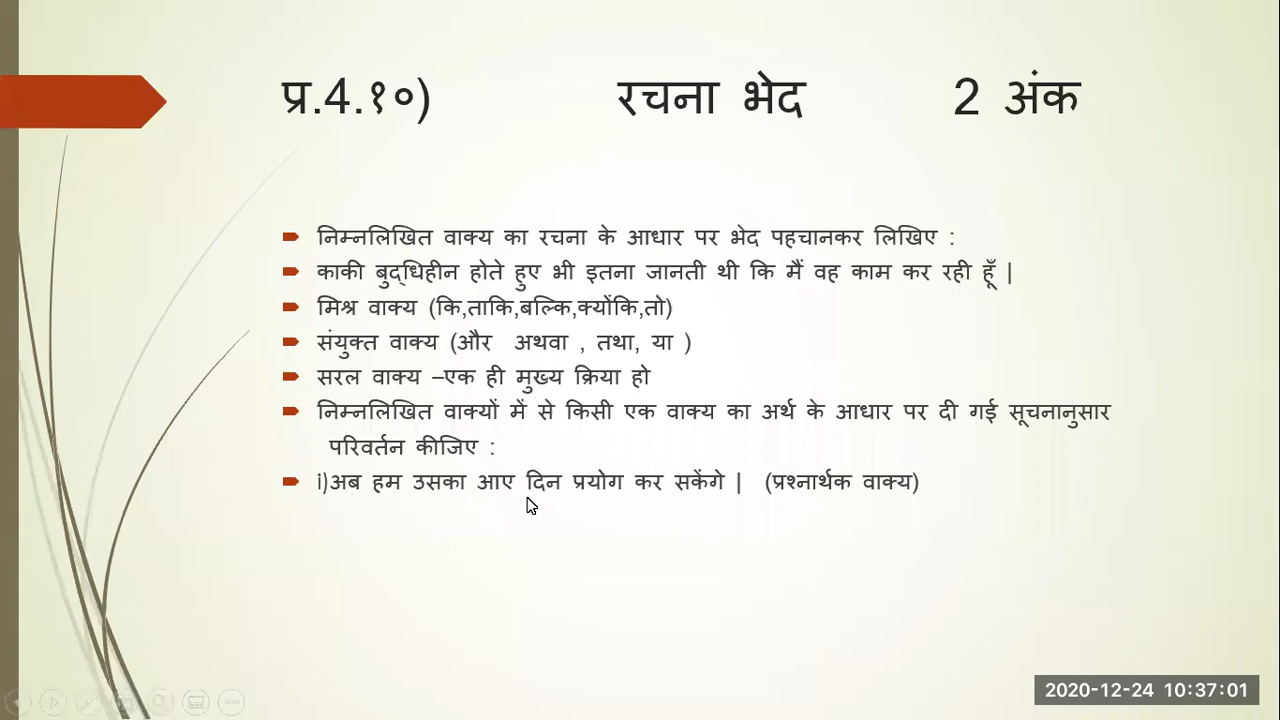 प्र.4.१०) रचना भेद 2 अंक
निम्नलिखित वाक्य का रचना के आधार पर भेद पहचानकर लिखिए :
काकी बुद्धिहीन होते हुए भी इतना जानती थी कि मैं वह काम कर रही हूँ |
मिश्र वाक्य (कि,ताकि,बल्कि,क्योंकि,तो)
संयुक्त वाक्य (और अथवा , तथा, या )
सरल वाक्य –एक ही मुख्य क्रिया हो
निम्नलिखित वाक्यों में से किसी एक वाक्य का अर्थ के आधार पर दी गई सूचनानुसार
परिवर्तन कीजिए :
i)अब हम उसका आए दिन प्रयोग कर सकेंगे | (प्रश्नार्थक वाक्य)
2020-12-24 10:37:01